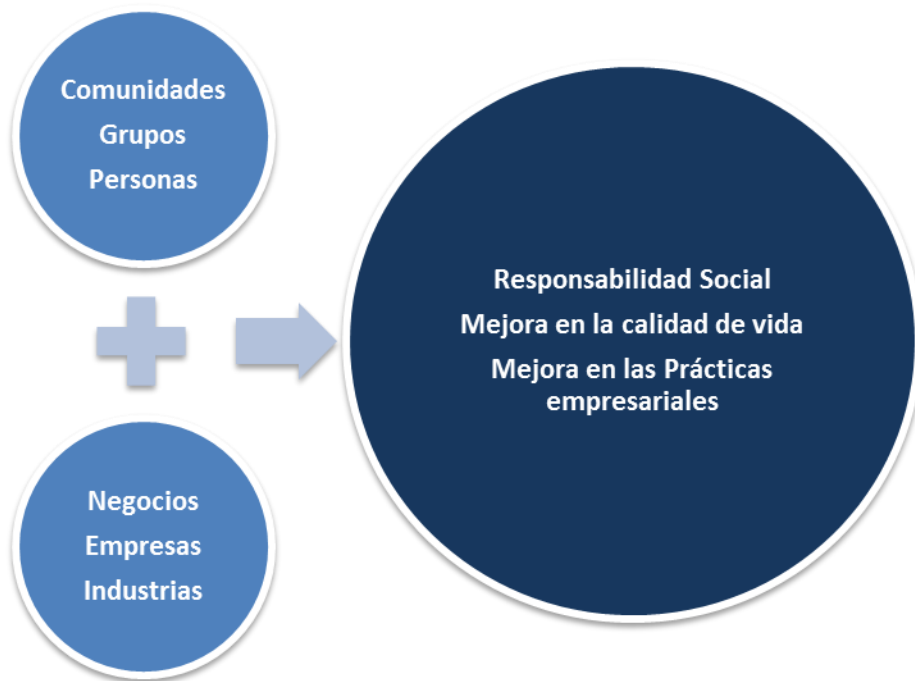 Comunidades
Grupos
Personas
Negocios
Empresas
Industrias
Responsabilidad Social
Mejora en la calidad de vida
Mejora en las Prácticas
empresariales